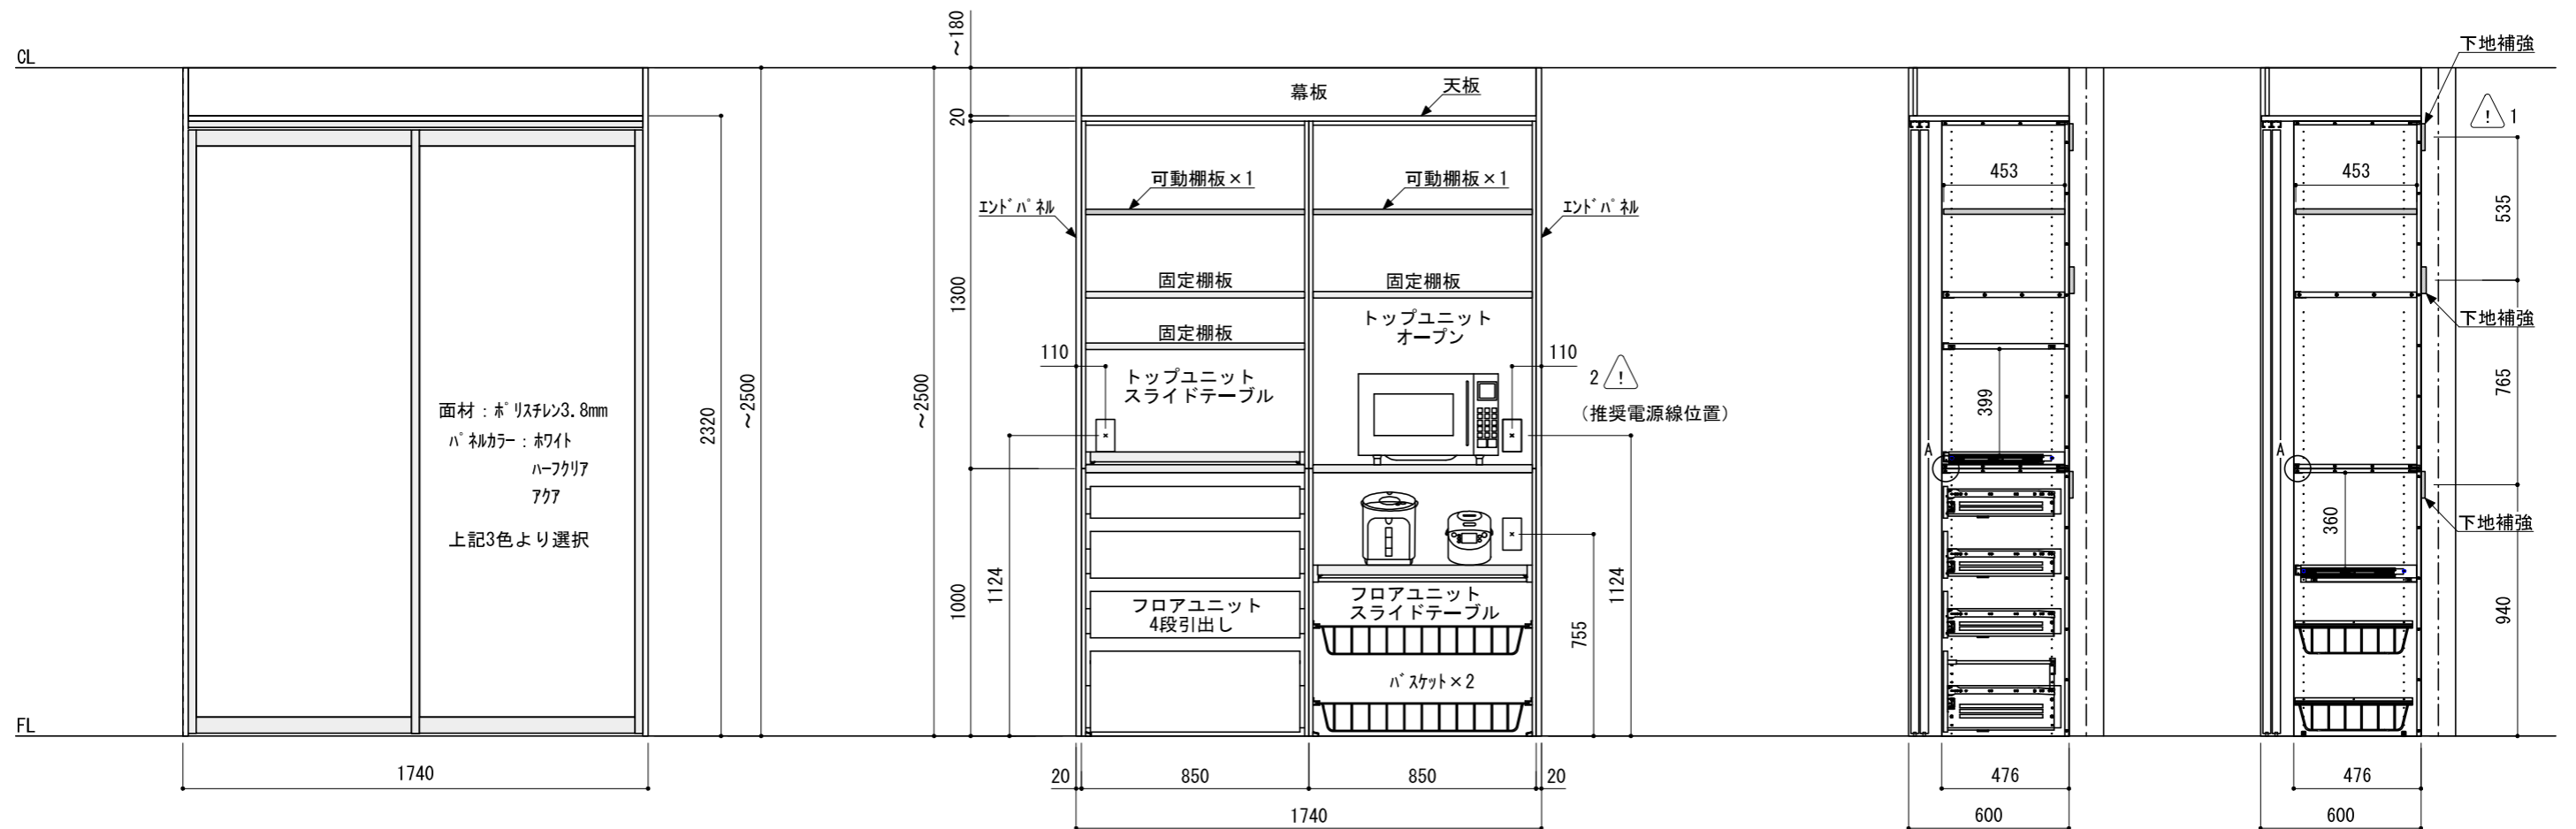 CL
FL
面材：ﾎﾟﾘｽﾁﾚﾝ3.8mm
ﾊﾟﾈﾙｶﾗｰ：ﾎﾜｲﾄ
ﾊｰﾌｸﾘｱ
ｱｸｱ
上記3色より選択
2320
～2500
1740
～2500
～180
20
1300
1000
幕板
天板
可動棚板×1
可動棚板×1
ｴﾝﾄﾞﾊﾟﾈﾙ
ｴﾝﾄﾞﾊﾟﾈﾙ
固定棚板
固定棚板
固定棚板
トップユニット
オープン
トップユニット
スライドテーブル
110
110
2 !
（推奨電源線位置）
1124
フロアユニット
4段引出し
フロアユニット
スライドテーブル
ﾊﾞｽｹｯﾄ×2
755
1124
20
850
850
20
1740
453
399
A
476
600
453
A
360
476
600
下地補強
! 1
535
下地補強
765
下地補強
940